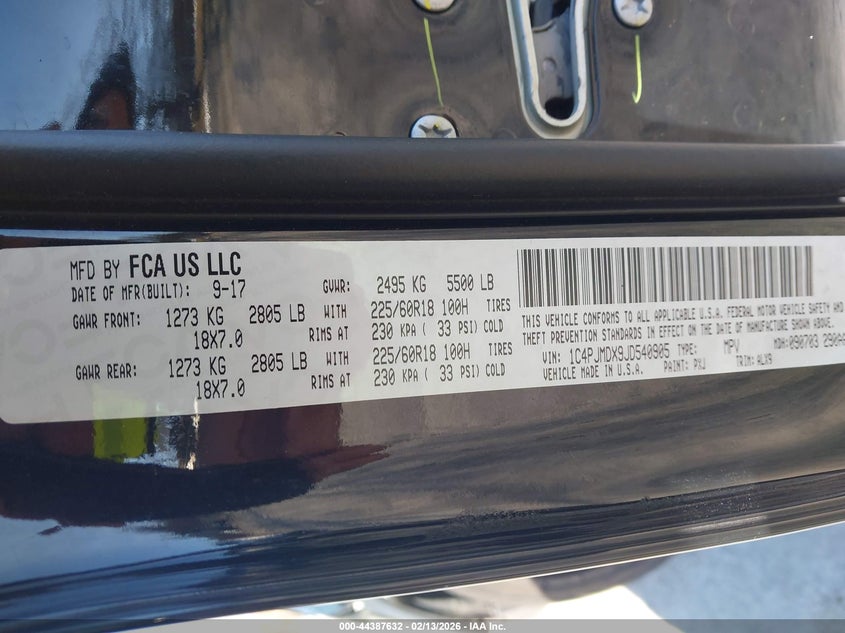 MFD BY FCA US LLC
DATE OF MFR(BUILT): 9-17 GVWR: 2495 KG 5500 LB
GAWR FRONT: 1273 KG 2805 LB WITH 225/60R18 100H TIRES
18X7.0 RIMS AT 230 KPA ( 33 PSI) COLD
GAWR REAR: 1273 KG 2805 LB WITH 225/60R18 100H TIRES
18X7.0 RIMS AT 230 KPA ( 33 PSI) COLD
THIS VEHICLE CONFORMS TO ALL APPLICABLE U.S.A. FEDERAL MOTOR VEHICLE SAFETY AND
THEFT PREVENTION STANDARDS IN EFFECT ON THE DATE OF MANUFACTURE SHOWN ABOVE.
VIN: 1C4PJMDX9JD540905 TYPE: MPV MDH: 090703
VEHICLE MADE IN U.S.A. PAINT: PXJ TRIM: ALX9
000-44387632 - 02/13/2026 - COPYRIGHT IAA, Inc.